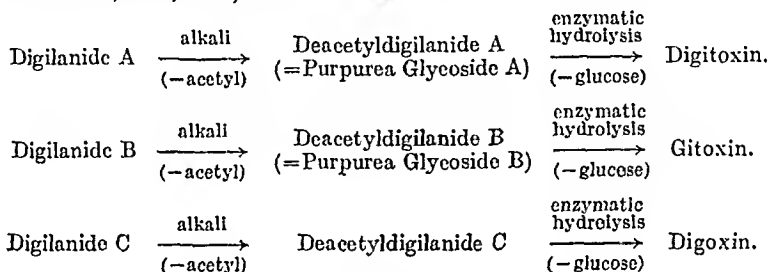 enzymatic
alkali Deacetyldigilanide A hydrolysis
Digilanide A ⟶ (=Purpurea Glycoside A) ⟶ Digitoxin.
(−acetyl) (−glucose)
enzymatic
alkali Deacetyldigilanide B hydrolysis
Digilanide B ⟶ (=Purpurea Glycoside B) ⟶ Gitoxin.
(−acetyl) (−glucose)
enzymatic
alkali hydrolysis
Digilanide C ⟶ Deacetyldigilanide C ⟶ Digoxin.
(−acetyl) (−glucose)